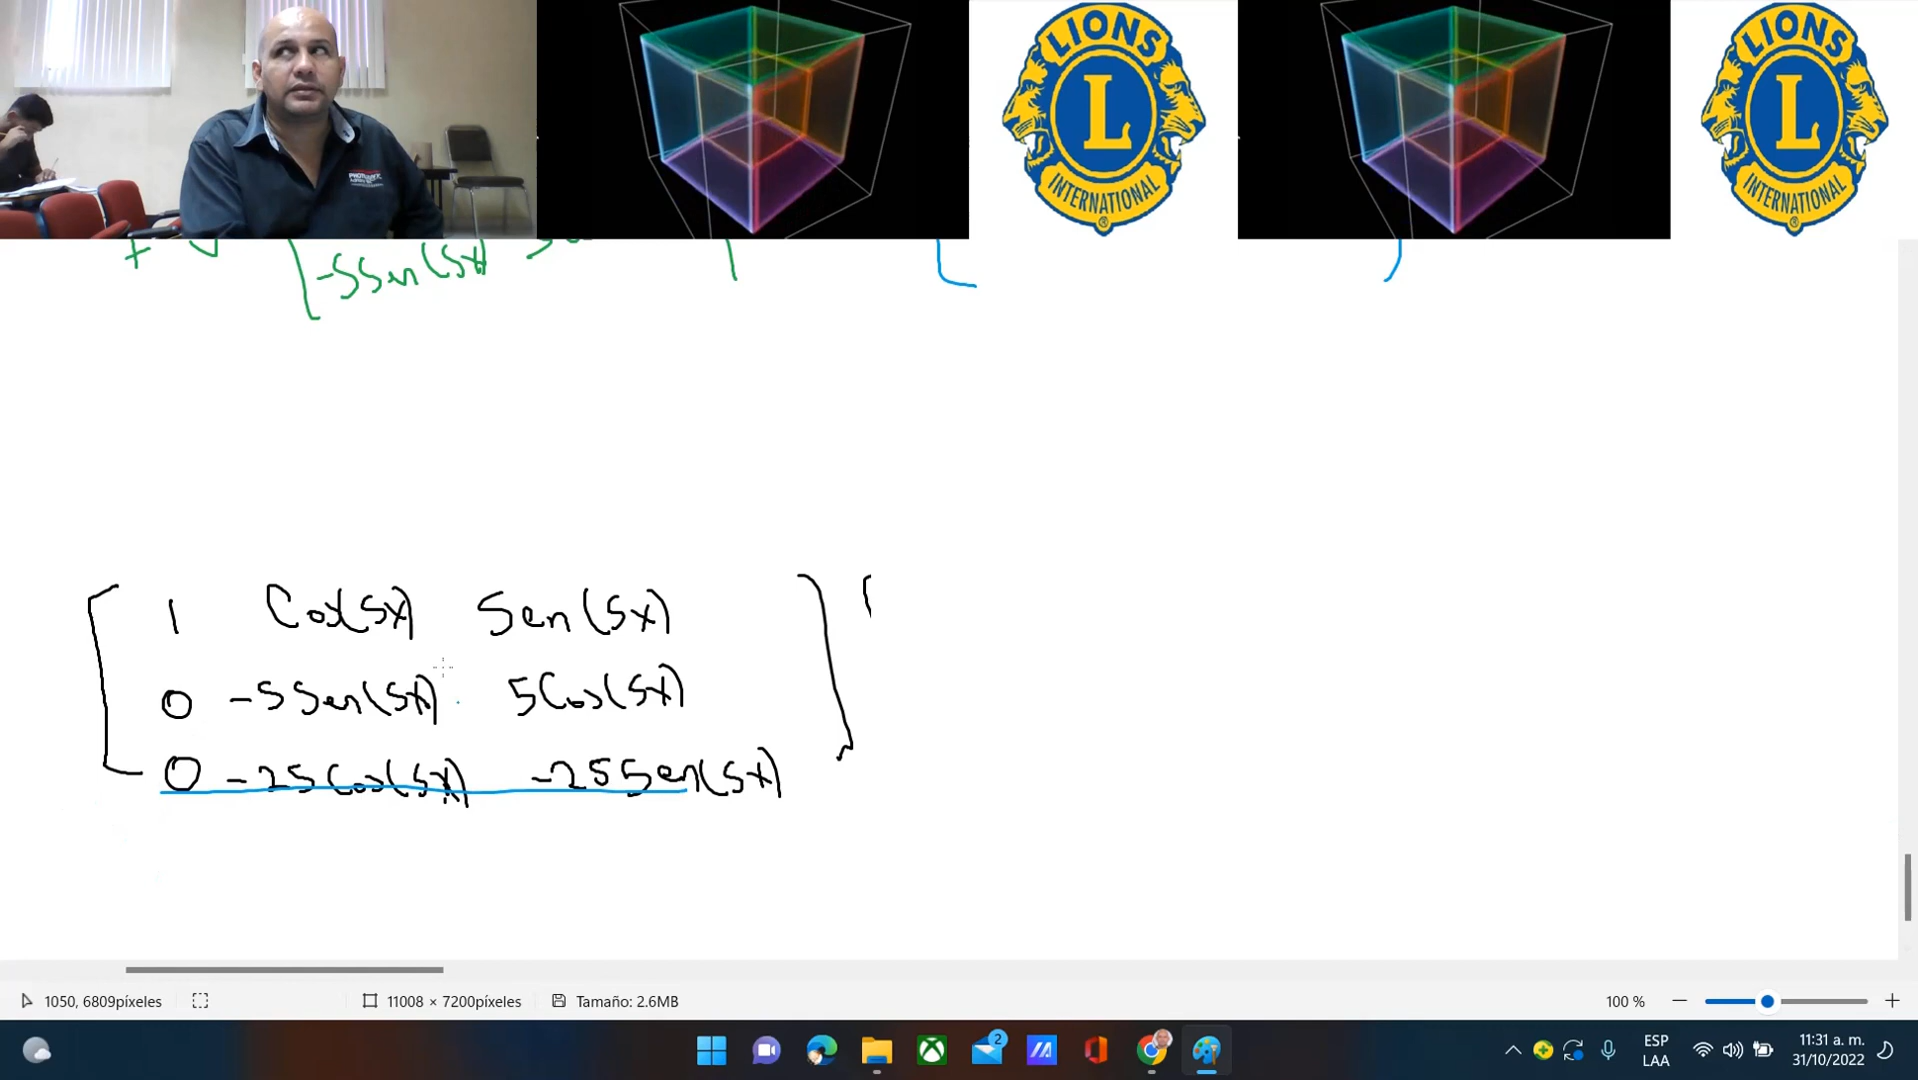 LIONS
L
INTERNATIONAL
®
LIONS
L
INTERNATIONAL
®
-5Sen(5x)
1 Cos(5x) Sen(5x)
0 -5Sen(5x) 5Cos(5x)
0 -25Cos(5x) -25Sen(5x)
1050, 6809píxeles
11008 × 7200píxeles
Tamaño: 2.6MB
100 %
2
ESP
LAA
11:31 a. m.
31/10/2022